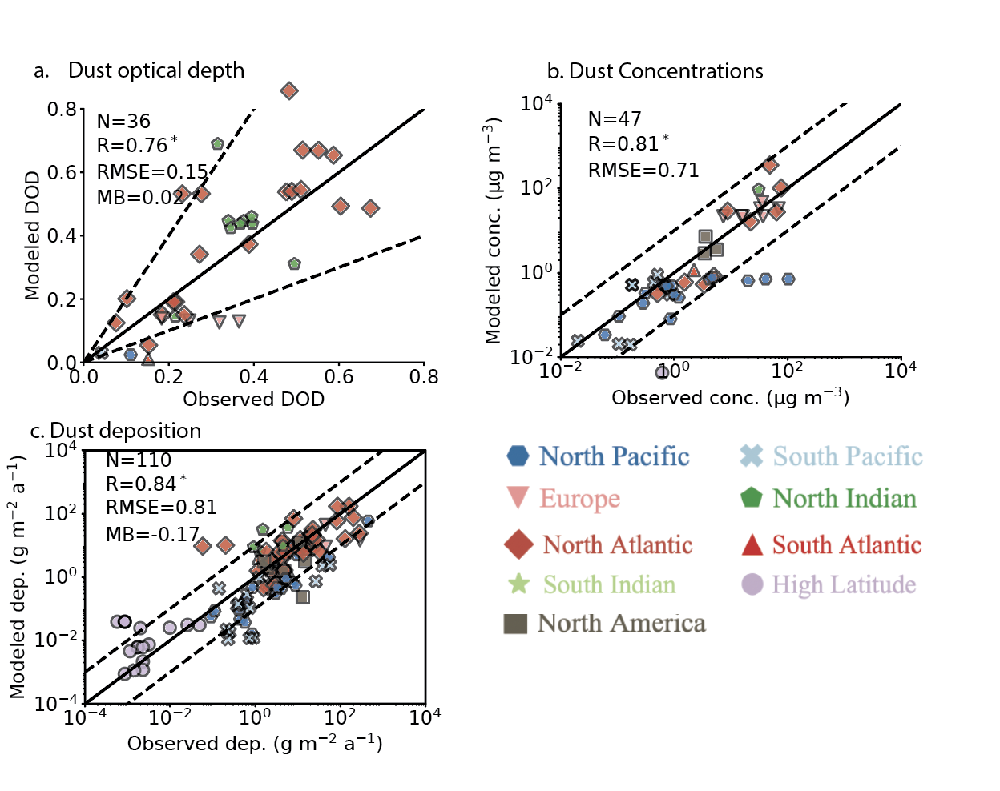 a. Dust optical depth
0.8
0.6
0.4
0.2
0.0
Modeled DOD
N=36
R=0.76*
RMSE=0.15
MB=0.02
0.0 0.2 0.4 0.6 0.8
Observed DOD
b. Dust Concentrations
10⁴
10²
10⁰
10⁻²
Modeled conc. (µg m⁻³)
N=47
R=0.81*
RMSE=0.71
10⁻² 10⁰ 10² 10⁴
Observed conc. (µg m⁻³)
c. Dust deposition
10⁴
10²
10⁰
10⁻²
10⁻⁴
Modeled dep. (g m⁻² a⁻¹)
N=110
R=0.84*
RMSE=0.81
MB=-0.17
10⁻⁴ 10⁻² 10⁰ 10² 10⁴
Observed dep. (g m⁻² a⁻¹)
North Pacific
South Pacific
Europe
North Indian
North Atlantic
South Atlantic
South Indian
High Latitude
North America